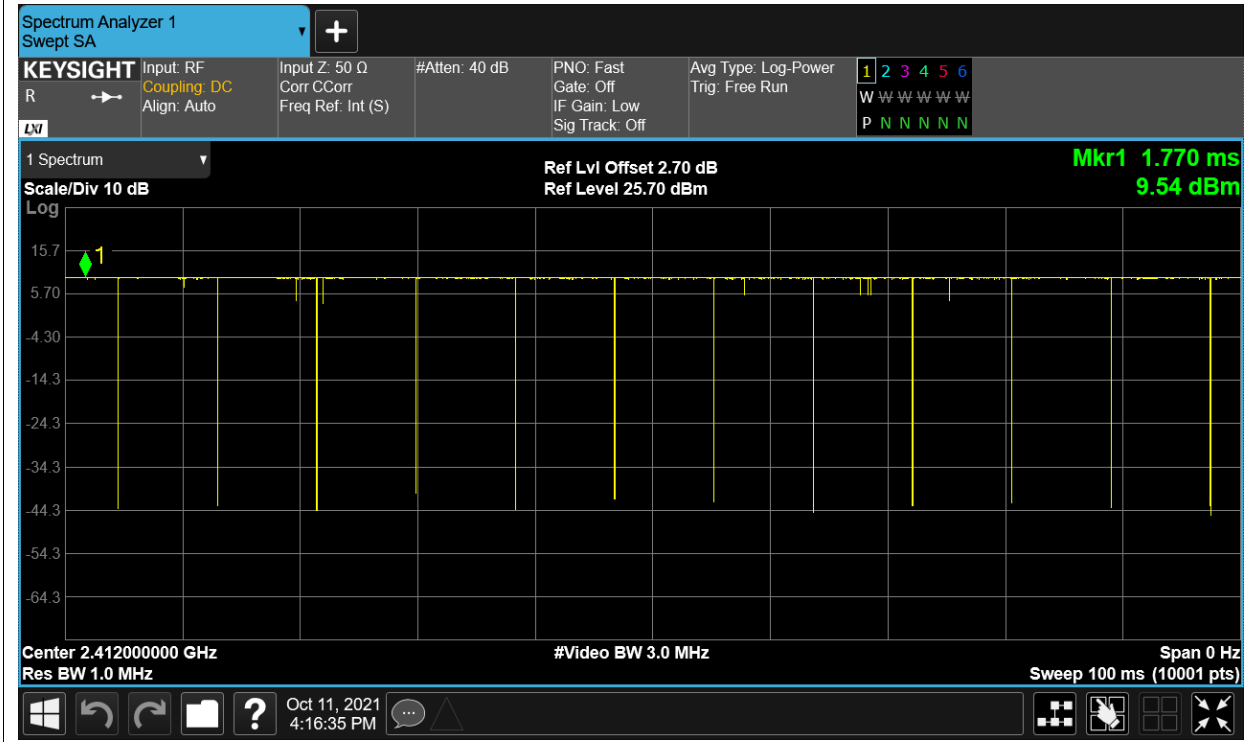 Spectrum Analyzer 1
Swept SA
KEYSIGHT
R
LXI
Input: RF
Coupling: DC
Align: Auto
Input Z: 50 Ω
Corr CCorr
Freq Ref: Int (S)
#Atten: 40 dB
PNO: Fast
Gate: Off
IF Gain: Low
Sig Track: Off
Avg Type: Log-Power
Trig: Free Run
1 2 3 4 5 6
W W W W W W
P N N N N N
1 Spectrum
Scale/Div 10 dB
Ref Lvl Offset 2.70 dB
Ref Level 25.70 dBm
Mkr1 1.770 ms
9.54 dBm
Log
15.7
1
5.70
-4.30
-14.3
-24.3
-34.3
-44.3
-54.3
-64.3
Center 2.412000000 GHz
#Video BW 3.0 MHz
Span 0 Hz
Res BW 1.0 MHz
Sweep 100 ms (10001 pts)
?
Oct 11, 2021
4:16:35 PM